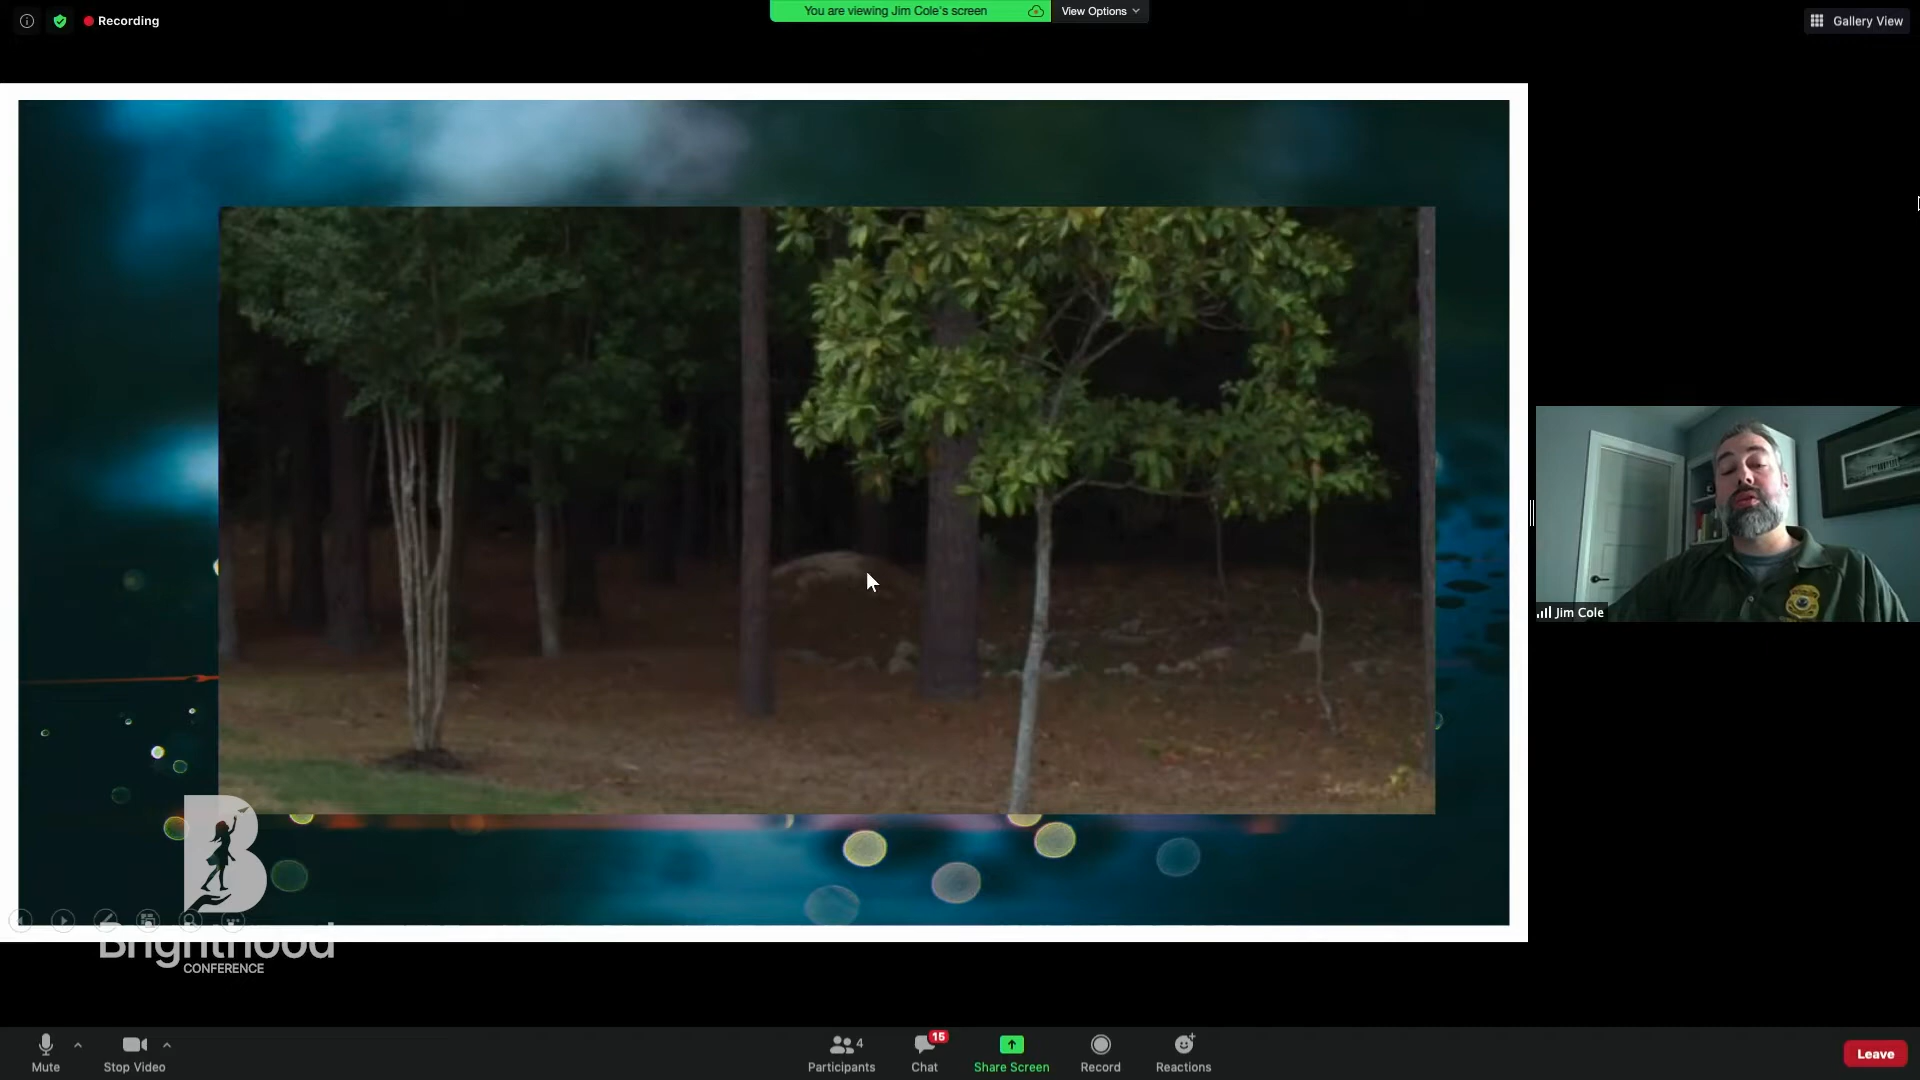 Recording
You are viewing Jim Cole's screen
View Options
Gallery View
Jim Cole
B
Brighthood
CONFERENCE
Mute
Stop Video
4
Participants
15
Chat
Share Screen
Record
Reactions
Leave